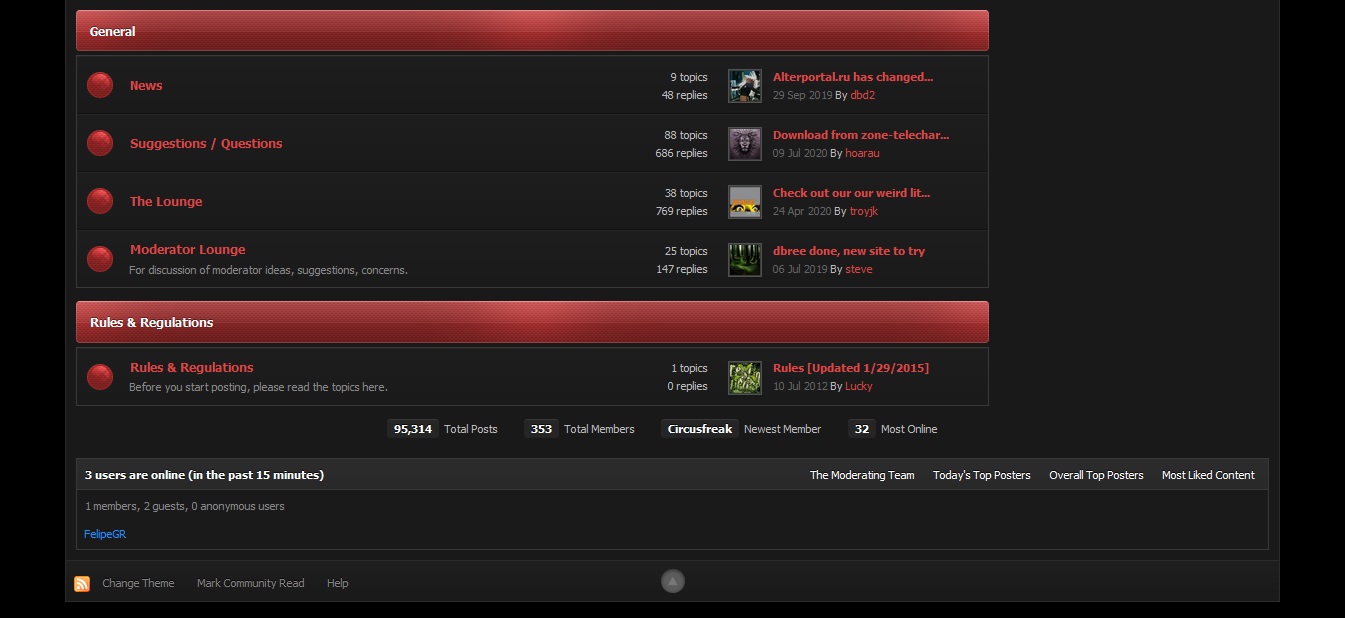 General
News
9 topics
48 replies
Alterportal.ru has changed...
29 Sep 2019 By dbd2
Suggestions / Questions
88 topics
686 replies
Download from zone-telechar...
09 Jul 2020 By hoarau
The Lounge
38 topics
769 replies
Check out our our weird lit...
24 Apr 2020 By troyjk
Moderator Lounge
For discussion of moderator ideas, suggestions, concerns.
25 topics
147 replies
dbree done, new site to try
06 Jul 2019 By steve
Rules & Regulations
Rules & Regulations
Before you start posting, please read the topics here.
1 topics
0 replies
Rules [Updated 1/29/2015]
10 Jul 2012 By Lucky
95,314 Total Posts 353 Total Members Circusfreak Newest Member 32 Most Online
3 users are online (in the past 15 minutes)
The Moderating Team Today's Top Posters Overall Top Posters Most Liked Content
1 members, 2 guests, 0 anonymous users
FelipeGR
Change Theme Mark Community Read Help